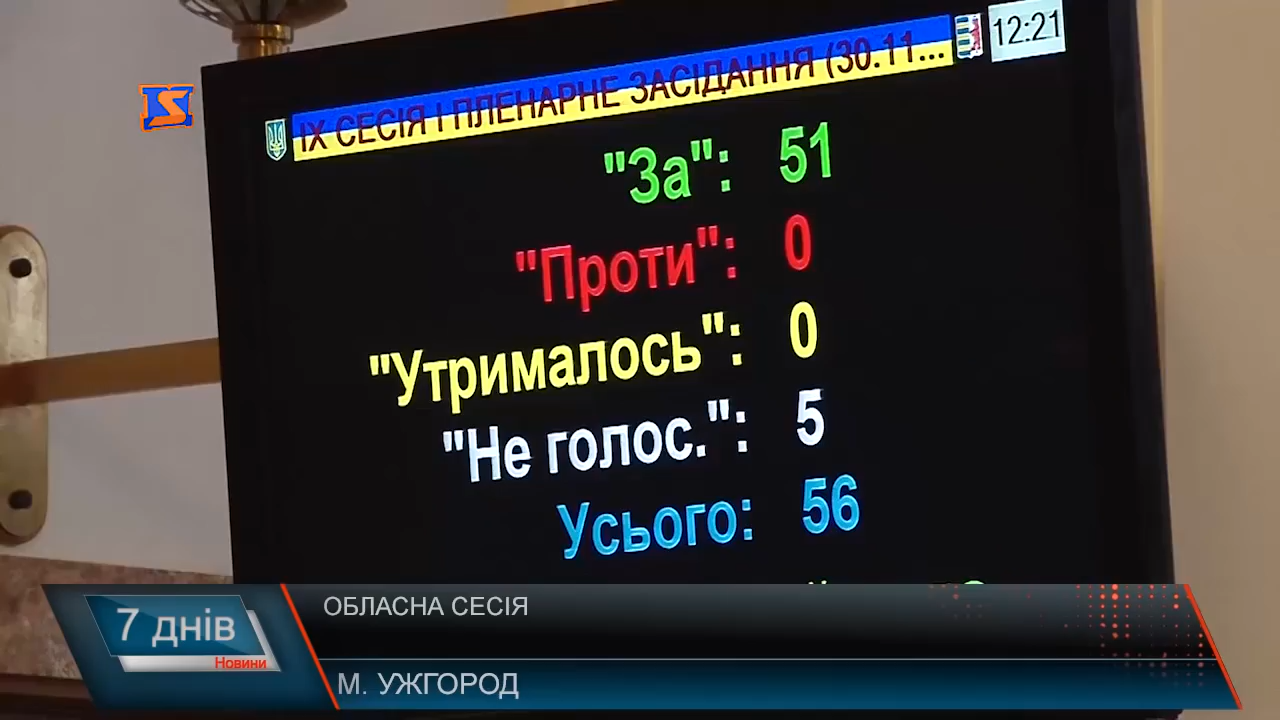 IS
IX СЕСІЯ I ПЛЕНАРНЕ ЗАСІДАННЯ (30.11...
12:21
"За": 51
"Проти": 0
"Утрималось": 0
"Не голос.": 5
Усього: 56
7 днів
Новини
ОБЛАСНА СЕСІЯ
М. УЖГОРОД